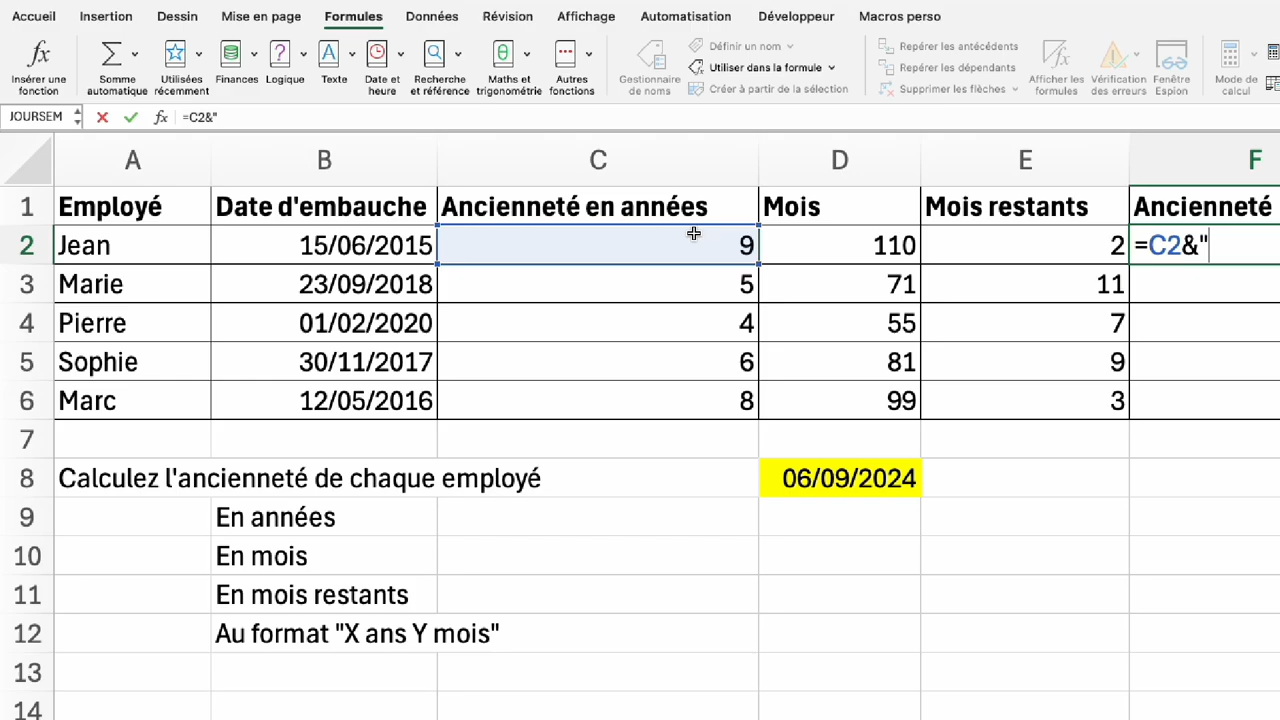 Accueil Insertion Dessin Mise en page Formules Données Révision Affichage Automatisation Développeur Macros perso
Insérer une fonction
Somme automatique
Utilisées récemment
Finances
Logique
Texte
Date et heure
Recherche et référence
Maths et trigonométrie
Autres fonctions
Gestionnaire de noms
Définir un nom
Utiliser dans la formule
Créer à partir de la sélection
Repérer les antécédents
Repérer les dépendants
Supprimer les flèches
Afficher les formules
Vérification des erreurs
Fenêtre Espion
Mode de calcul
JOURSEM fx =C2&"
A B C D E F
1 Employé Date d'embauche Ancienneté en années Mois Mois restants Ancienneté
2 Jean 15/06/2015 9 110 2 =C2&"
3 Marie 23/09/2018 5 71 11
4 Pierre 01/02/2020 4 55 7
5 Sophie 30/11/2017 6 81 9
6 Marc 12/05/2016 8 99 3
7
8 Calculez l'ancienneté de chaque employé 06/09/2024
9 En années
10 En mois
11 En mois restants
12 Au format "X ans Y mois"
13
14